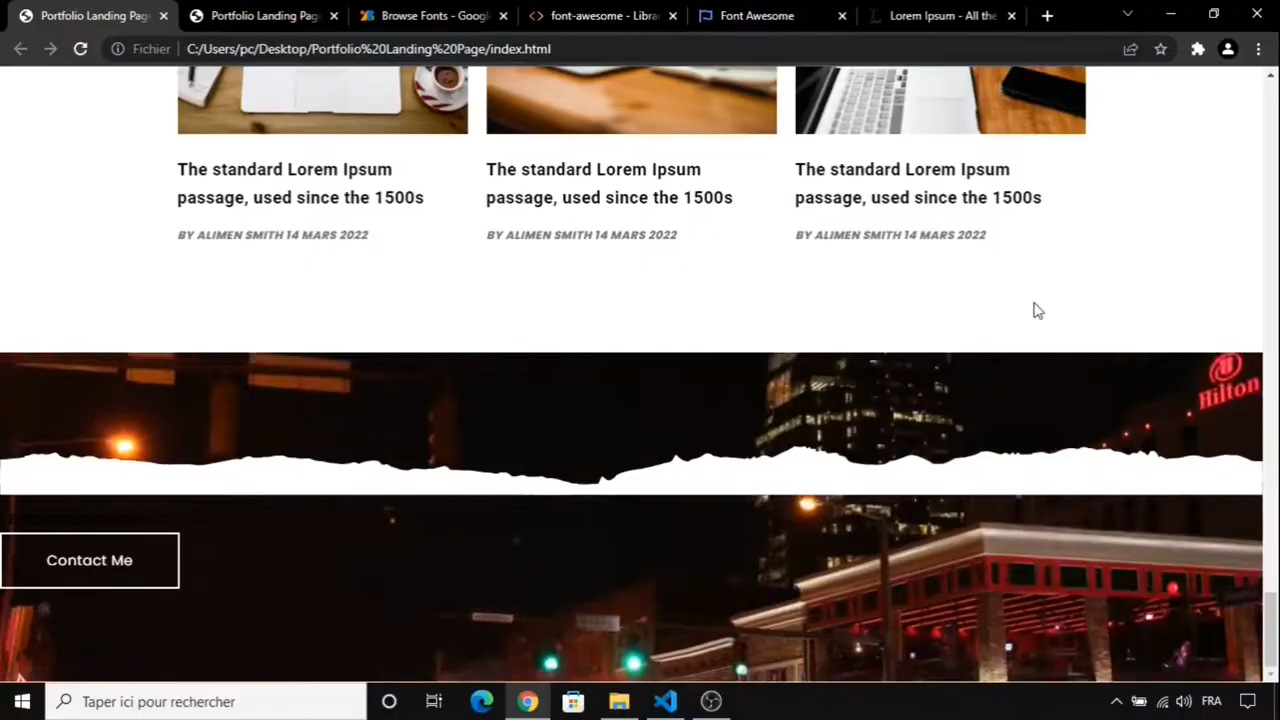 Portfolio Landing Pag
Portfolio Landing Pag
Browse Fonts - Googl
font-awesome - Libra
Font Awesome
Lorem Ipsum - All the
Fichier
C:/Users/pc/Desktop/Portfolio%20Landing%20Page/index.html
The standard Lorem Ipsum
passage, used since the 1500s
BY ALIMEN SMITH 14 MARS 2022
The standard Lorem Ipsum
passage, used since the 1500s
BY ALIMEN SMITH 14 MARS 2022
The standard Lorem Ipsum
passage, used since the 1500s
BY ALIMEN SMITH 14 MARS 2022
Hilton
Contact Me
Taper ici pour rechercher
FRA